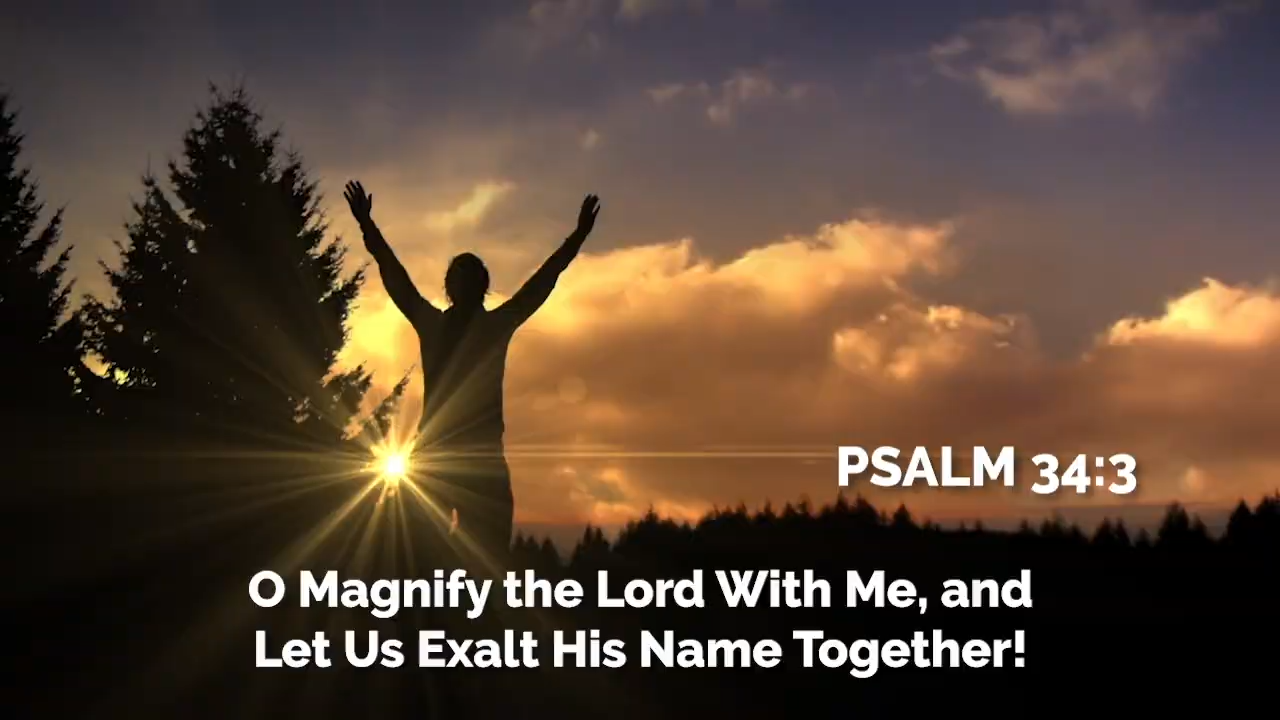 PSALM 34:3
O Magnify the Lord With Me, and
Let Us Exalt His Name Together!